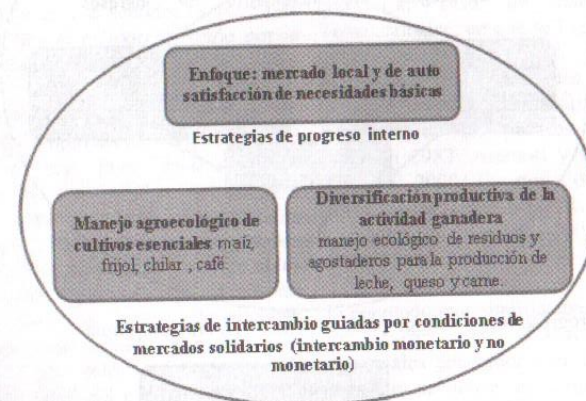 Enfoque: mercado local y de auto
satisfacción de necesidades básicas
Estrategias de progreso interno
Manejo agroecológico de
cultivos esenciales maíz,
frijol, chilar , café.
Diversificación productiva de la
actividad ganadera
manejo ecológico de residuos y
agostaderos para la producción de
leche, queso y carne.
Estrategias de intercambio guiadas por condiciones de
mercados solidarios (intercambio monetario y no
monetario)